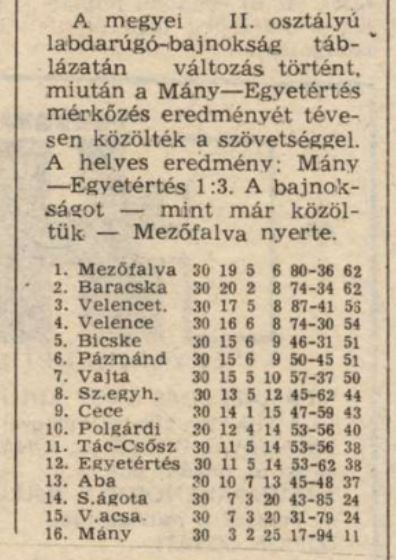 A megyei II. osztályú
labdarúgó-bajnokság táb-
lázatán változás történt,
miután a Mány—Egyetértés
mérkőzés eredményét téve-
sen közölték a szövetséggel.
A helyes eredmény: Mány
—Egyetértés 1:3. A bajnok-
ságot — mint már közöl-
tük — Mezőfalva nyerte.
1. Mezőfalva 30 19 5 6 80-36 62
2. Baracska 30 20 2 8 74-34 62
3. Velencet. 30 17 5 8 87-41 56
4. Velence 30 16 6 8 74-30 54
5. Bicske 30 15 6 9 46-31 51
6. Pázmánd 30 15 6 9 50-45 51
7. Vajta 30 15 5 10 57-37 50
8. Sz.egyh. 30 13 5 12 45-62 44
9. Cece 30 14 1 15 47-59 43
10. Polgárdi 30 12 4 14 53-56 40
11. Tác-Csősz 30 11 5 14 53-56 38
12. Egyetértés 30 11 5 14 53-62 38
13. Aba 30 10 7 13 45-48 37
14. S.ágota 30 7 3 20 43-85 24
15. V.acsa 30 7 3 20 31-79 24
16. Mány 30 3 2 25 17-94 11